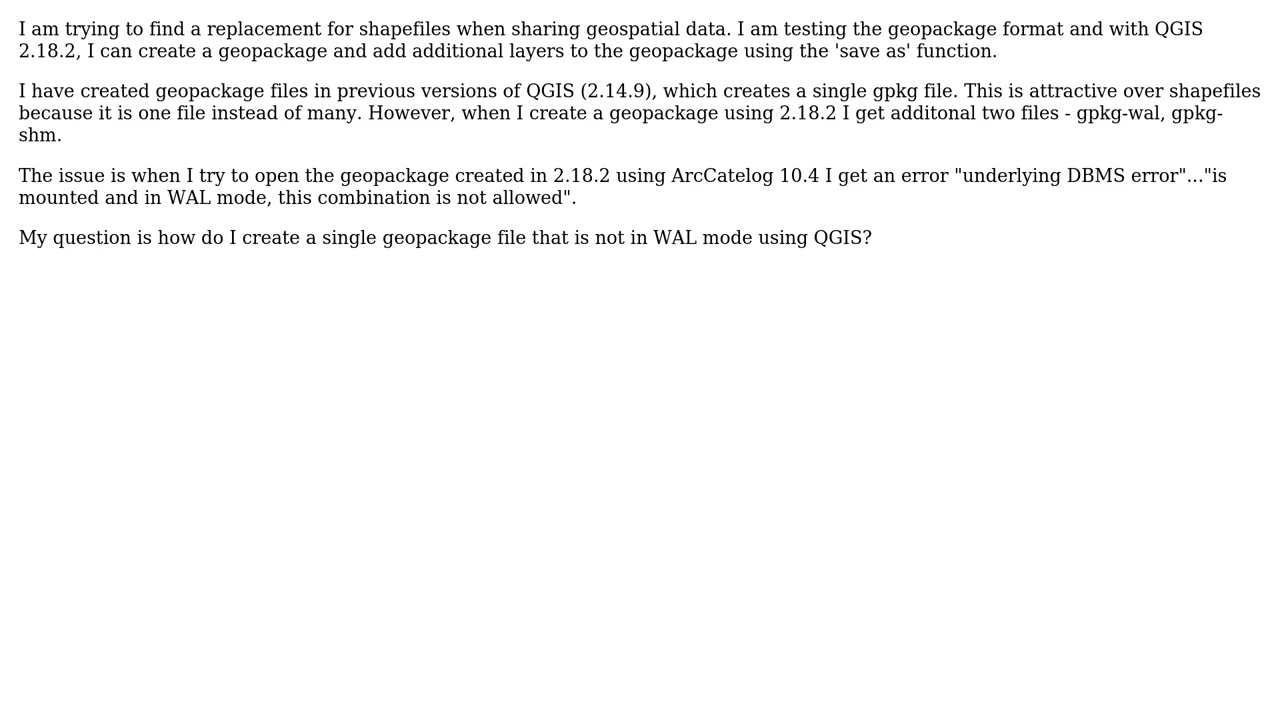 I am trying to find a replacement for shapefiles when sharing geospatial data. I am testing the geopackage format and with QGIS
2.18.2, I can create a geopackage and add additional layers to the geopackage using the 'save as' function.
I have created geopackage files in previous versions of QGIS (2.14.9), which creates a single gpkg file. This is attractive over shapefiles
because it is one file instead of many. However, when I create a geopackage using 2.18.2 I get additonal two files - gpkg-wal, gpkg-
shm.
The issue is when I try to open the geopackage created in 2.18.2 using ArcCatelog 10.4 I get an error "underlying DBMS error"..."is
mounted and in WAL mode, this combination is not allowed".
My question is how do I create a single geopackage file that is not in WAL mode using QGIS?